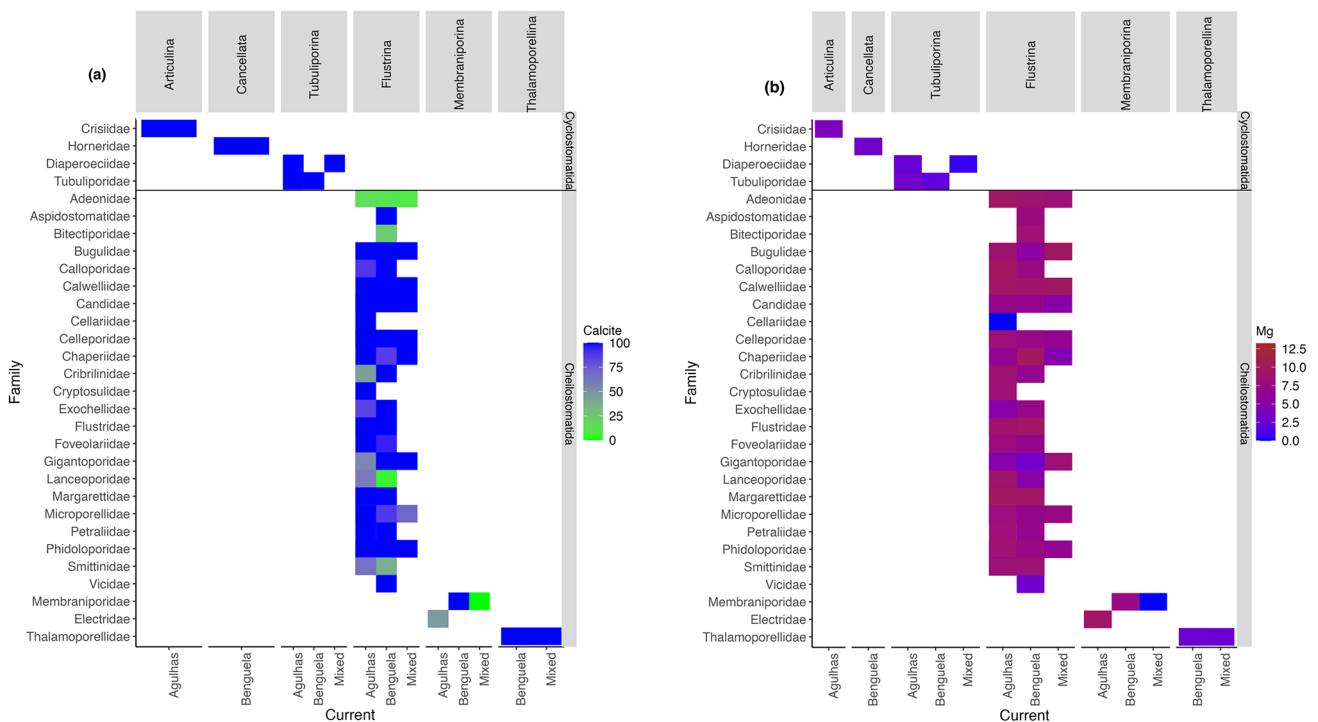 (a)
Articulina
Cancellata
Tubuliporina
Flustrina
Membraniporina
Thalamoporellina
Crisiidae
Horneridae
Diaperoeciidae
Tubuliporidae
Adeonidae
Aspidostomatidae
Bitectiporidae
Bugulidae
Calloporidae
Calwelliidae
Candidae
Cellariidae
Celleporidae
Chaperiidae
Cribrilinidae
Cryptosulidae
Exochellidae
Flustridae
Foveolariidae
Gigantoporidae
Lanceoporidae
Margarettidae
Microporellidae
Petraliidae
Phidoloporidae
Smittinidae
Vicidae
Membraniporidae
Electridae
Thalamoporellidae
Family
Cyclostomatida
Cheilostomatida
Agulhas
Benguela
Agulhas
Benguela
Mixed
Agulhas
Benguela
Mixed
Agulhas
Benguela
Mixed
Benguela
Mixed
Current
Calcite
100
75
50
25
0
(b)
Articulina
Cancellata
Tubuliporina
Flustrina
Membraniporina
Thalamoporellina
Crisiidae
Horneridae
Diaperoeciidae
Tubuliporidae
Adeonidae
Aspidostomatidae
Bitectiporidae
Bugulidae
Calloporidae
Calwelliidae
Candidae
Cellariidae
Celleporidae
Chaperiidae
Cribrilinidae
Cryptosulidae
Exochellidae
Flustridae
Foveolariidae
Gigantoporidae
Lanceoporidae
Margarettidae
Microporellidae
Petraliidae
Phidoloporidae
Smittinidae
Vicidae
Membraniporidae
Electridae
Thalamoporellidae
Family
Cyclostomatida
Cheilostomatida
Agulhas
Benguela
Agulhas
Benguela
Mixed
Agulhas
Benguela
Mixed
Agulhas
Benguela
Mixed
Benguela
Mixed
Current
Mg
12.5
10.0
7.5
5.0
2.5
0.0